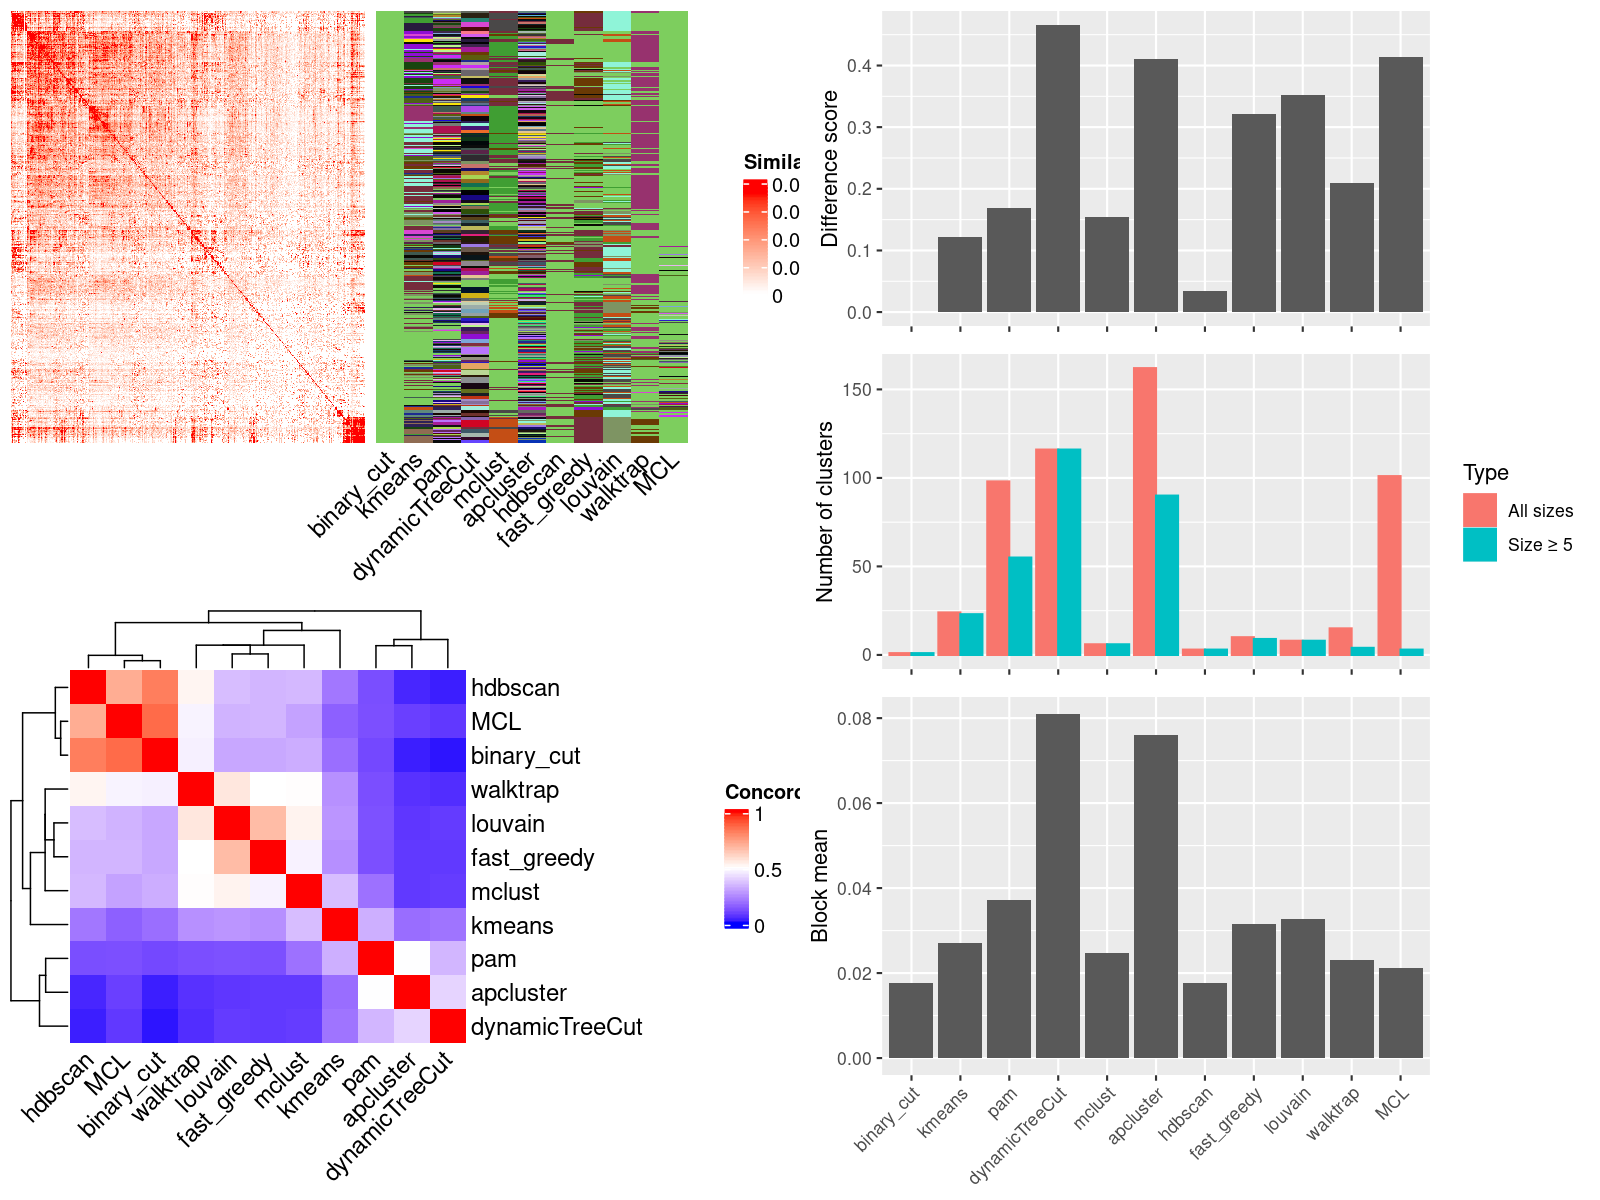 Simila
0.0
0.0
0.0
0.0
0
binary_cut
kmeans
pam
dynamicTreeCut
mclust
apcluster
hdbscan
fast_greedy
louvain
walktrap
MCL
hdbscan
MCL
binary_cut
walktrap
louvain
fast_greedy
mclust
kmeans
pam
apcluster
dynamicTreeCut
hdbscan
MCL
binary_cut
walktrap
louvain
fast_greedy
mclust
kmeans
pam
apcluster
dynamicTreeCut
Concord
1
0.5
0
Difference score
0.4
0.3
0.2
0.1
0.0
Number of clusters
150
100
50
0
Type
All sizes
Size ≥ 5
Block mean
0.08
0.06
0.04
0.02
0.00
binary_cut
kmeans
pam
dynamicTreeCut
mclust
apcluster
hdbscan
fast_greedy
louvain
walktrap
MCL